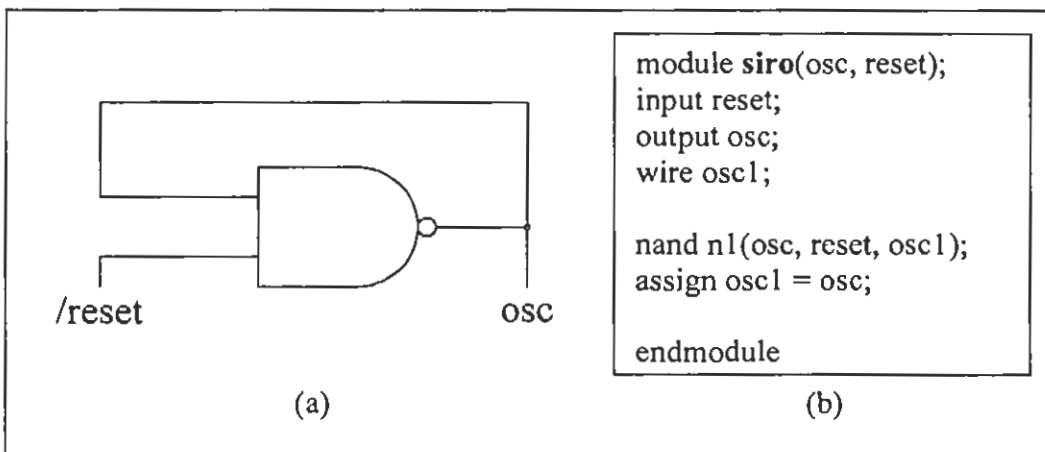 /reset
osc
(a)
module siro(osc, reset);
input reset;
output osc;
wire osc1;
nand n1(osc, reset, osc1);
assign osc1 = osc;
endmodule
(b)